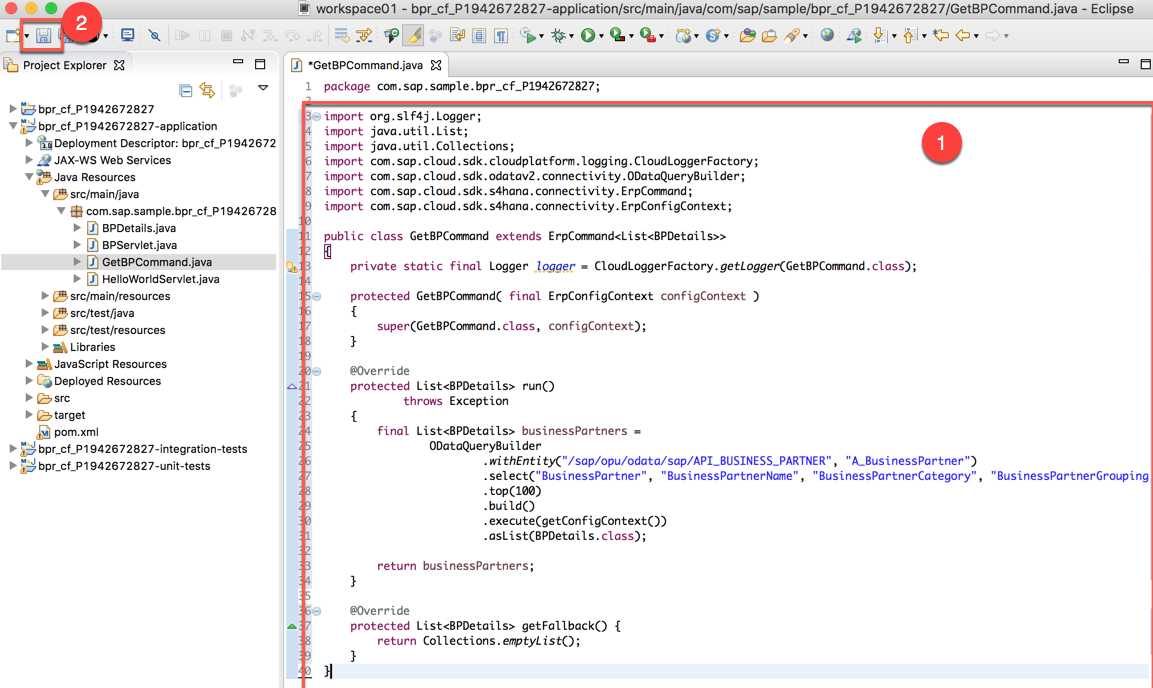 workspace01 - bpr_cf_P1942672827-application/src/main/java/com/sap/sample/bpr_cf_P1942672827/GetBPCommand.java - Eclipse
2
Project Explorer
bpr_cf_P1942672827
bpr_cf_P1942672827-application
Deployment Descriptor: bpr_cf_P1942672
JAX-WS Web Services
Java Resources
src/main/java
com.sap.sample.bpr_cf_P19426728
BPDetails.java
BPServlet.java
GetBPCommand.java
HelloWorldServlet.java
src/main/resources
src/test/java
src/test/resources
Libraries
JavaScript Resources
Deployed Resources
src
target
pom.xml
bpr_cf_P1942672827-integration-tests
bpr_cf_P1942672827-unit-tests
*GetBPCommand.java
1
1 package com.sap.sample.bpr_cf_P1942672827;
2
3 import org.slf4j.Logger;
4 import java.util.List;
5 import java.util.Collections;
6 import com.sap.cloud.sdk.cloudplatform.logging.CloudLoggerFactory;
7 import com.sap.cloud.sdk.odatav2.connectivity.ODataQueryBuilder;
8 import com.sap.cloud.sdk.s4hana.connectivity.ErpCommand;
9 import com.sap.cloud.sdk.s4hana.connectivity.ErpConfigContext;
10
11 public class GetBPCommand extends ErpCommand<List<BPDetails>>
12 {
13 private static final Logger logger = CloudLoggerFactory.getLogger(GetBPCommand.class);
14
15 protected GetBPCommand( final ErpConfigContext configContext )
16 {
17 super(GetBPCommand.class, configContext);
18 }
19
20 @Override
21 protected List<BPDetails> run()
22 throws Exception
23 {
24 final List<BPDetails> businessPartners =
25 ODataQueryBuilder
26 .withEntity("/sap/opu/odata/sap/API_BUSINESS_PARTNER", "A_BusinessPartner")
27 .select("BusinessPartner", "BusinessPartnerName", "BusinessPartnerCategory", "BusinessPartnerGrouping
28 .top(100)
29 .build()
30 .execute(getConfigContext())
31 .asList(BPDetails.class);
32
33 return businessPartners;
34 }
35
36 @Override
37 protected List<BPDetails> getFallback() {
38 return Collections.emptyList();
39 }
40 }